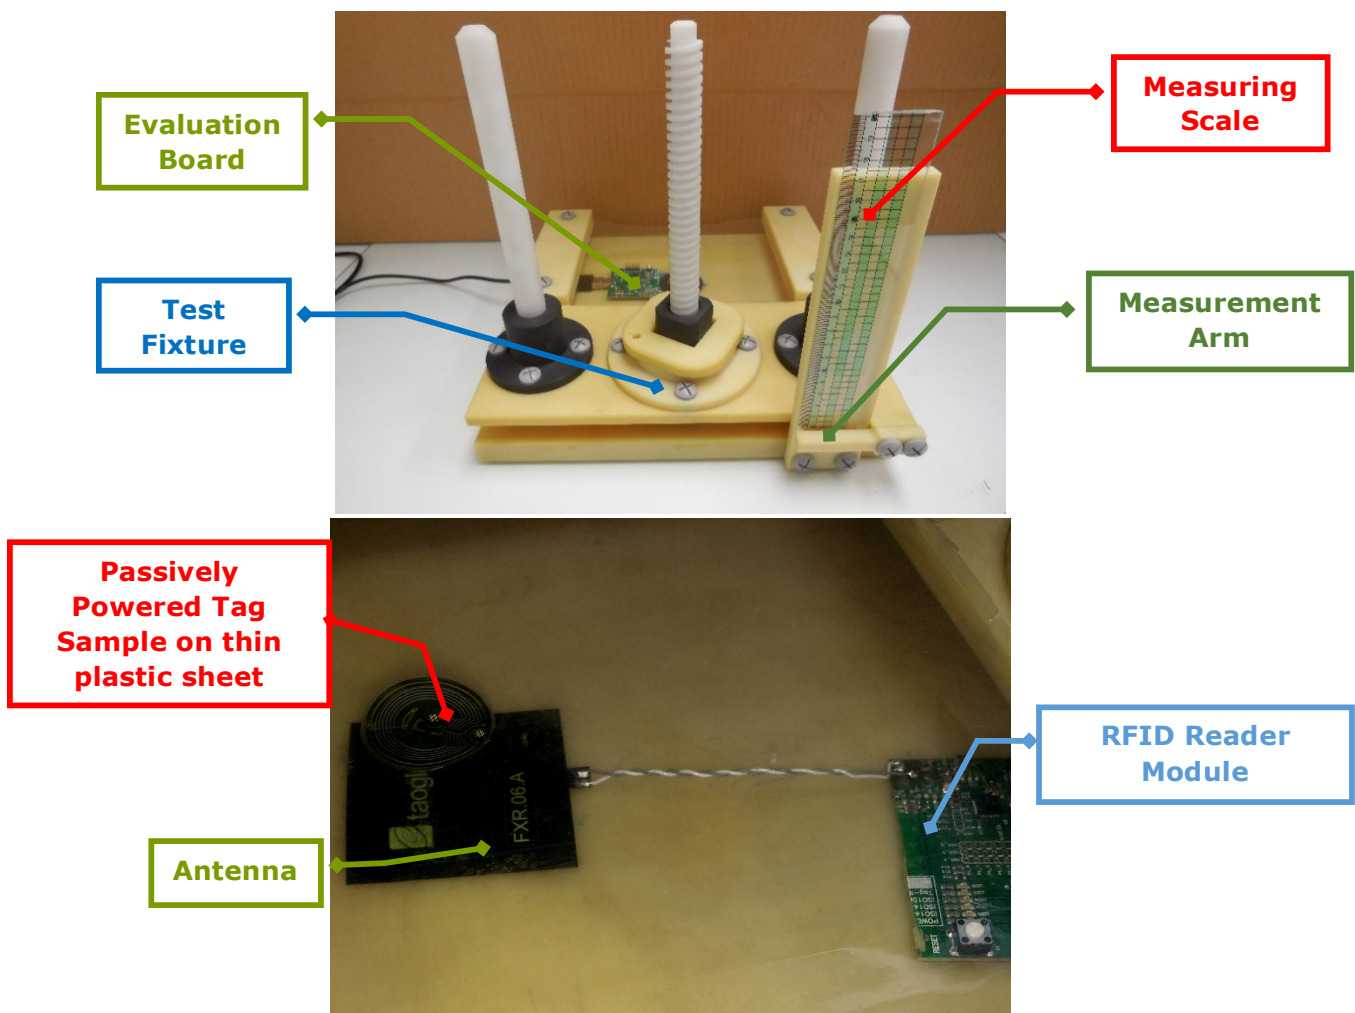 Evaluation
Board
Measuring
Scale
Test
Fixture
Measurement
Arm
Passively
Powered Tag
Sample on thin
plastic sheet
RFID Reader
Module
Antenna
taogl
FXR.06.A
RESET